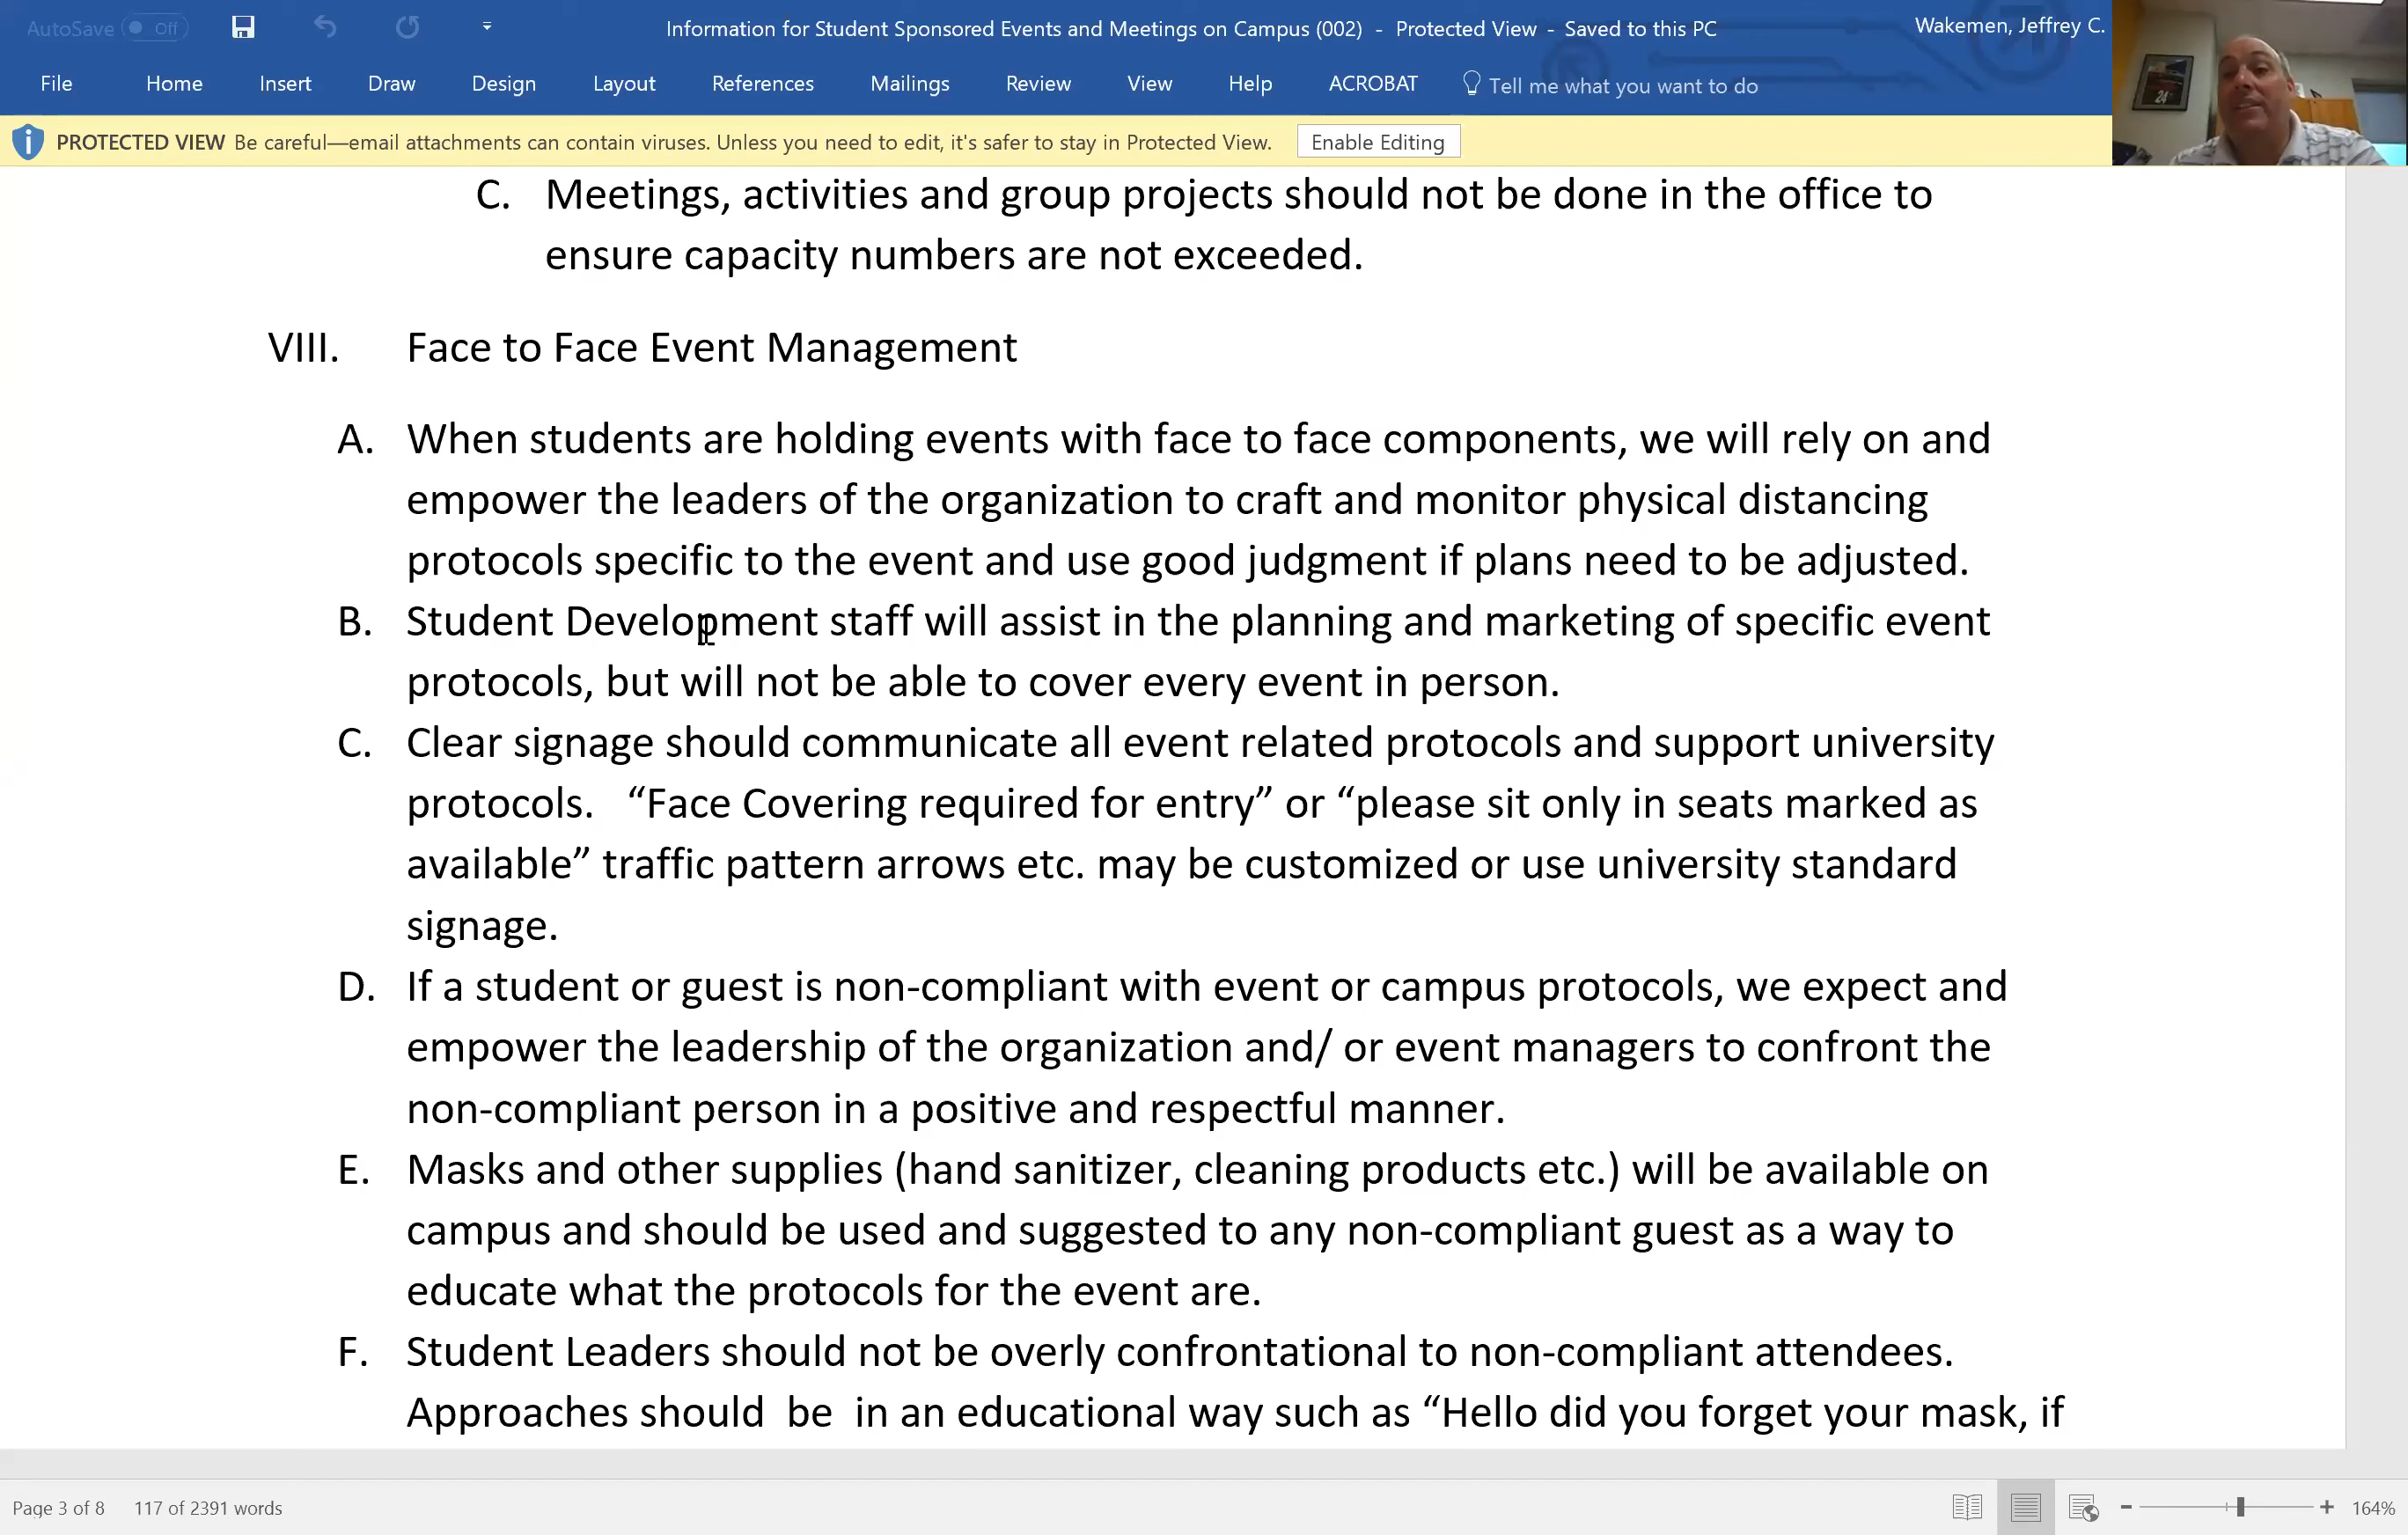 AutoSave Off
Information for Student Sponsored Events and Meetings on Campus (002) - Protected View - Saved to this PC
Wakemen, Jeffrey C.
File Home Insert Draw Design Layout References Mailings Review View Help ACROBAT Tell me what you want to do
24
PROTECTED VIEW Be careful—email attachments can contain viruses. Unless you need to edit, it's safer to stay in Protected View. Enable Editing
C. Meetings, activities and group projects should not be done in the office to
ensure capacity numbers are not exceeded.
VIII. Face to Face Event Management
A. When students are holding events with face to face components, we will rely on and
empower the leaders of the organization to craft and monitor physical distancing
protocols specific to the event and use good judgment if plans need to be adjusted.
B. Student Development staff will assist in the planning and marketing of specific event
protocols, but will not be able to cover every event in person.
C. Clear signage should communicate all event related protocols and support university
protocols. “Face Covering required for entry” or “please sit only in seats marked as
available” traffic pattern arrows etc. may be customized or use university standard
signage.
D. If a student or guest is non-compliant with event or campus protocols, we expect and
empower the leadership of the organization and/ or event managers to confront the
non-compliant person in a positive and respectful manner.
E. Masks and other supplies (hand sanitizer, cleaning products etc.) will be available on
campus and should be used and suggested to any non-compliant guest as a way to
educate what the protocols for the event are.
F. Student Leaders should not be overly confrontational to non-compliant attendees.
Approaches should be in an educational way such as “Hello did you forget your mask, if
Page 3 of 8 117 of 2391 words 164%